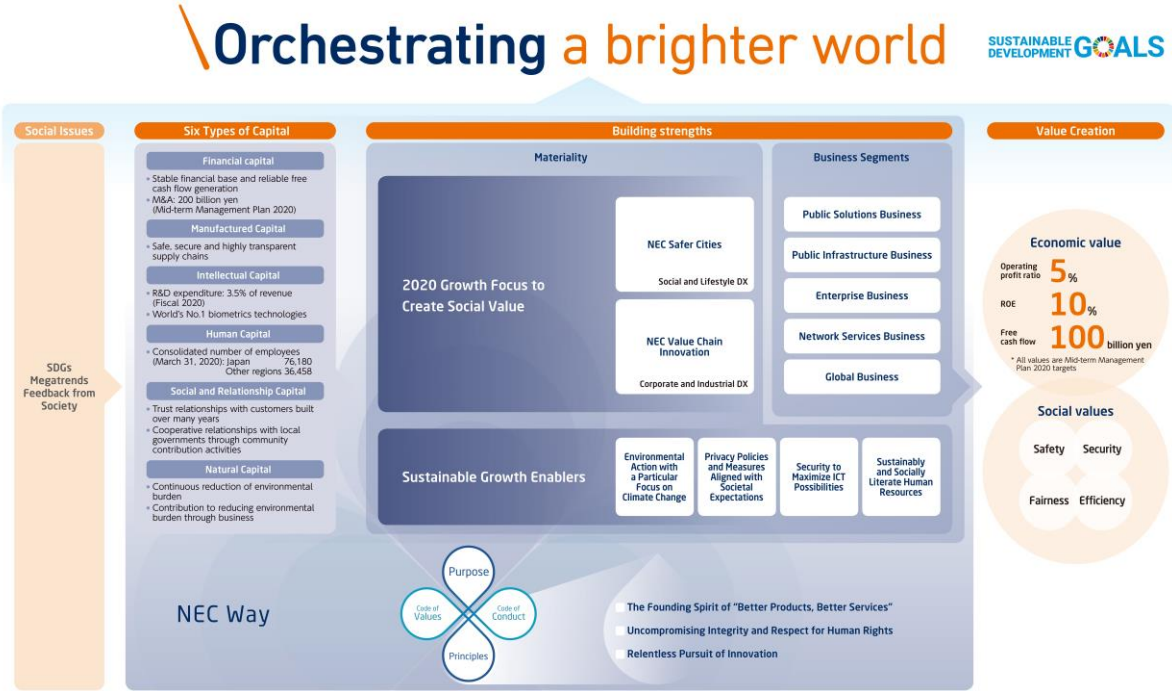 \Orchestrating a brighter world
SUSTAINABLE
DEVELOPMENT GOALS
Social Issues
SDGs
Megatrends
Feedback from
Society
Six Types of Capital
Financial capital
• Stable financial base and reliable free
cash flow generation
• M&A: 200 billion yen
(Mid-term Management Plan 2020)
Manufactured Capital
• Safe, secure and highly transparent
supply chains
Intellectual Capital
• R&D expenditure: 3.5% of revenue
(Fiscal 2020)
• World's No.1 biometrics technologies
Human Capital
• Consolidated number of employees
(March 31, 2020): Japan 76,180
Other regions 36,458
Social and Relationship Capital
• Trust relationships with customers built
over many years
• Cooperative relationships with local
governments through community
contribution activities
Natural Capital
• Continuous reduction of environmental
burden
• Contribution to reducing environmental
burden through business
Building strengths
Materiality
2020 Growth Focus to
Create Social Value
NEC Safer Cities
Social and Lifestyle DX
NEC Value Chain
Innovation
Corporate and Industrial DX
Business Segments
Public Solutions Business
Public Infrastructure Business
Enterprise Business
Network Services Business
Global Business
Sustainable Growth Enablers
Environmental
Action with
a Particular
Focus on
Climate Change
Privacy Policies
and Measures
Aligned with
Societal
Expectations
Security to
Maximize ICT
Possibilities
Sustainably
and Socially
Literate Human
Resources
Value Creation
Economic value
Operating
profit ratio 5%
ROE 10%
Free
cash flow 100 billion yen
* All values are Mid-term Management
Plan 2020 targets
Social values
Safety Security
Fairness Efficiency
NEC Way
Purpose
Code of
Values
Code of
Conduct
Principles
The Founding Spirit of "Better Products, Better Services"
Uncompromising Integrity and Respect for Human Rights
Relentless Pursuit of Innovation